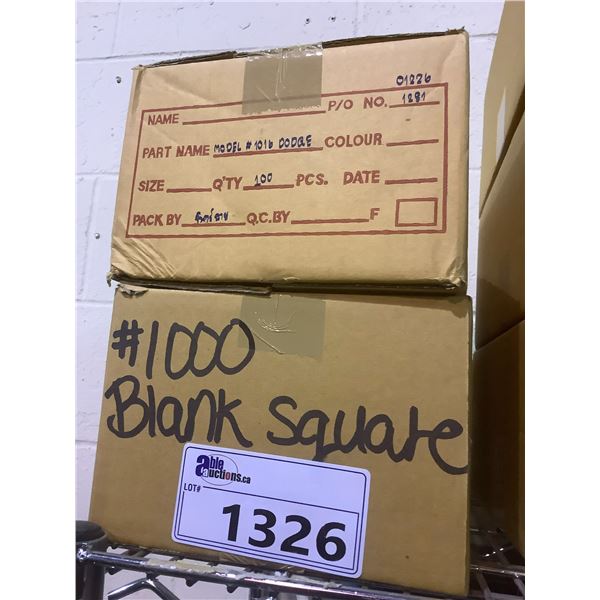 01226
NAME P/O NO. 1281
PART NAME MODEL #1016 DODGE COLOUR
SIZE Q'TY 100 PCS. DATE
PACK BY Q.C.BY F
#1000
Blank Square
able
auctions.ca
LOT#
1326